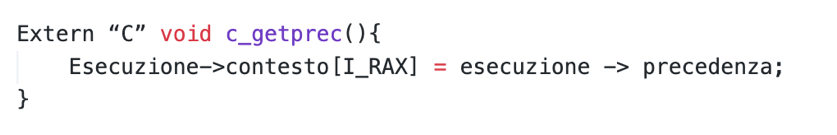 Extern “C” void c_getprec(){
Esecuzione->contesto[I_RAX] = esecuzione -> precedenza;
}